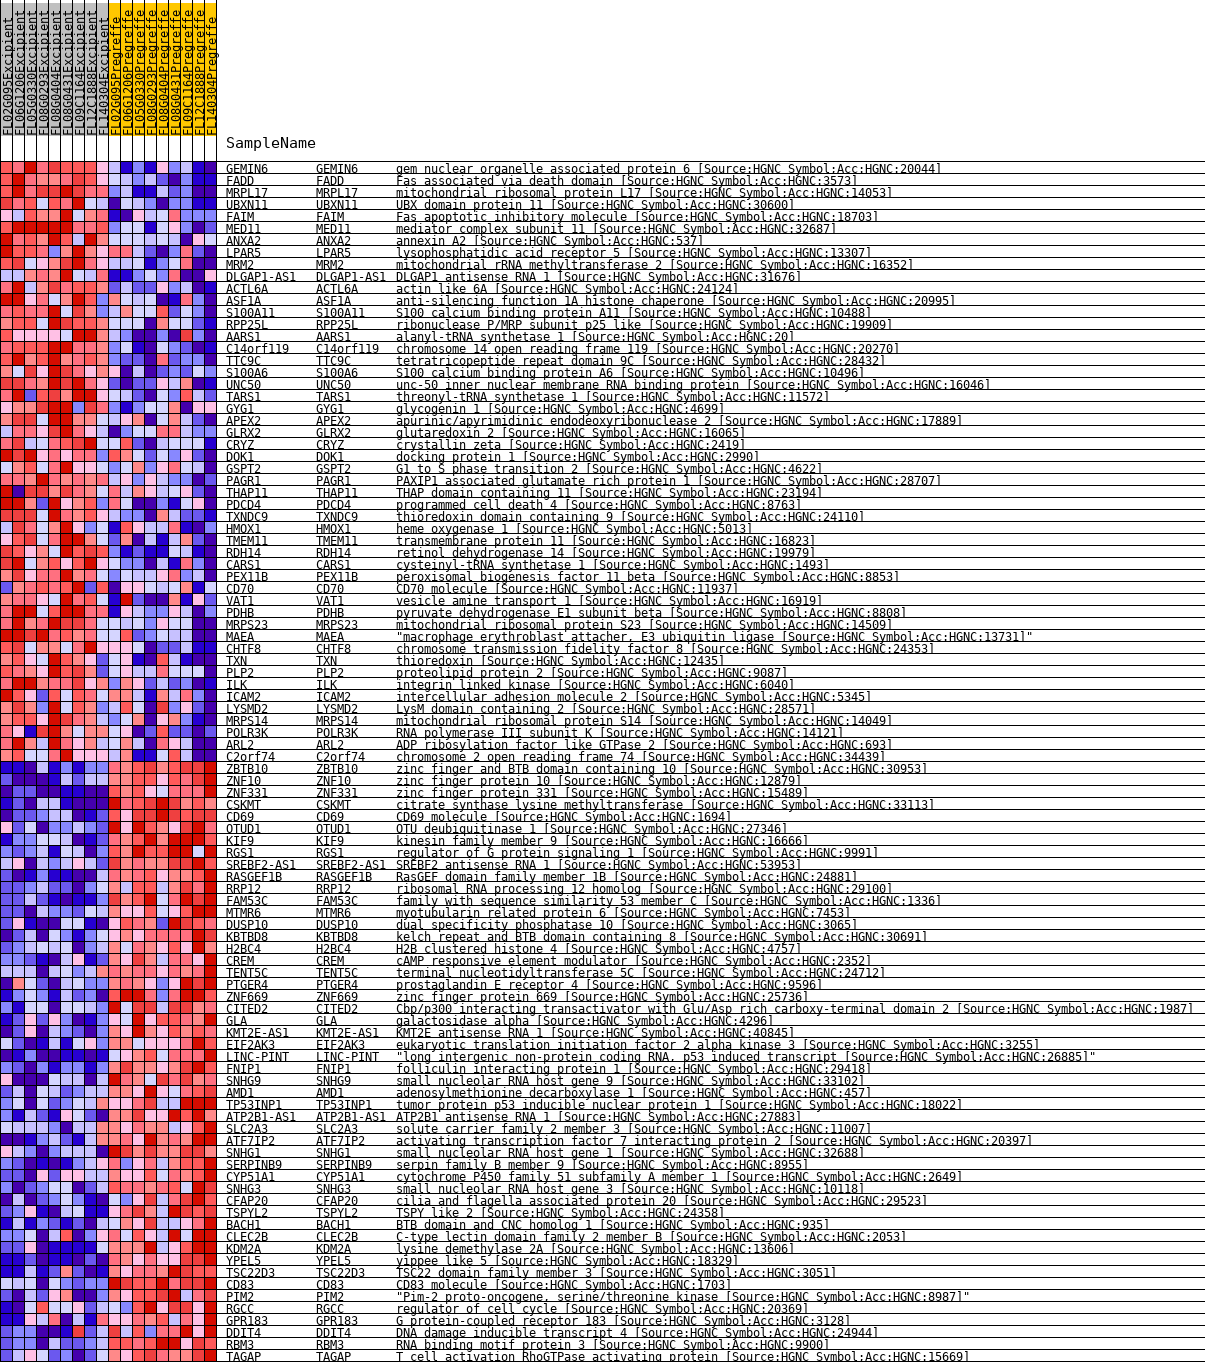 FL02G095Excipient
FL06G1206Excipient
FL05G0330Excipient
FL08G0293Excipient
FL08G0404Excipient
FL08G0431Excipient
FL09C1164Excipient
FL12C1888Excipient
FL140304Excipient
FL02G095Pregreffe
FL06G1206Pregreffe
FL05G0330Pregreffe
FL08G0293Pregreffe
FL08G0404Pregreffe
FL08G0431Pregreffe
FL09C1164Pregreffe
FL12C1888Pregreffe
FL140304Pregreffe
SampleName
GEMIN6 GEMIN6 gem nuclear organelle associated protein 6 [Source:HGNC Symbol;Acc:HGNC:20044]
FADD FADD Fas associated via death domain [Source:HGNC Symbol;Acc:HGNC:3573]
MRPL17 MRPL17 mitochondrial ribosomal protein L17 [Source:HGNC Symbol;Acc:HGNC:14053]
UBXN11 UBXN11 UBX domain protein 11 [Source:HGNC Symbol;Acc:HGNC:30600]
FAIM FAIM Fas apoptotic inhibitory molecule [Source:HGNC Symbol;Acc:HGNC:18703]
MED11 MED11 mediator complex subunit 11 [Source:HGNC Symbol;Acc:HGNC:32687]
ANXA2 ANXA2 annexin A2 [Source:HGNC Symbol;Acc:HGNC:537]
LPAR5 LPAR5 lysophosphatidic acid receptor 5 [Source:HGNC Symbol;Acc:HGNC:13307]
MRM2 MRM2 mitochondrial rRNA methyltransferase 2 [Source:HGNC Symbol;Acc:HGNC:16352]
DLGAP1-AS1 DLGAP1-AS1 DLGAP1 antisense RNA 1 [Source:HGNC Symbol;Acc:HGNC:31676]
ACTL6A ACTL6A actin like 6A [Source:HGNC Symbol;Acc:HGNC:24124]
ASF1A ASF1A anti-silencing function 1A histone chaperone [Source:HGNC Symbol;Acc:HGNC:20995]
S100A11 S100A11 S100 calcium binding protein A11 [Source:HGNC Symbol;Acc:HGNC:10488]
RPP25L RPP25L ribonuclease P/MRP subunit p25 like [Source:HGNC Symbol;Acc:HGNC:19909]
AARS1 AARS1 alanyl-tRNA synthetase 1 [Source:HGNC Symbol;Acc:HGNC:20]
C14orf119 C14orf119 chromosome 14 open reading frame 119 [Source:HGNC Symbol;Acc:HGNC:20270]
TTC9C TTC9C tetratricopeptide repeat domain 9C [Source:HGNC Symbol;Acc:HGNC:28432]
S100A6 S100A6 S100 calcium binding protein A6 [Source:HGNC Symbol;Acc:HGNC:10496]
UNC50 UNC50 unc-50 inner nuclear membrane RNA binding protein [Source:HGNC Symbol;Acc:HGNC:16046]
TARS1 TARS1 threonyl-tRNA synthetase 1 [Source:HGNC Symbol;Acc:HGNC:11572]
GYG1 GYG1 glycogenin 1 [Source:HGNC Symbol;Acc:HGNC:4699]
APEX2 APEX2 apurinic/apyrimidinic endodeoxyribonuclease 2 [Source:HGNC Symbol;Acc:HGNC:17889]
GLRX2 GLRX2 glutaredoxin 2 [Source:HGNC Symbol;Acc:HGNC:16065]
CRYZ CRYZ crystallin zeta [Source:HGNC Symbol;Acc:HGNC:2419]
DOK1 DOK1 docking protein 1 [Source:HGNC Symbol;Acc:HGNC:2990]
GSPT2 GSPT2 G1 to S phase transition 2 [Source:HGNC Symbol;Acc:HGNC:4622]
PAGR1 PAGR1 PAXIP1 associated glutamate rich protein 1 [Source:HGNC Symbol;Acc:HGNC:28707]
THAP11 THAP11 THAP domain containing 11 [Source:HGNC Symbol;Acc:HGNC:23194]
PDCD4 PDCD4 programmed cell death 4 [Source:HGNC Symbol;Acc:HGNC:8763]
TXNDC9 TXNDC9 thioredoxin domain containing 9 [Source:HGNC Symbol;Acc:HGNC:24110]
HMOX1 HMOX1 heme oxygenase 1 [Source:HGNC Symbol;Acc:HGNC:5013]
TMEM11 TMEM11 transmembrane protein 11 [Source:HGNC Symbol;Acc:HGNC:16823]
RDH14 RDH14 retinol dehydrogenase 14 [Source:HGNC Symbol;Acc:HGNC:19979]
CARS1 CARS1 cysteinyl-tRNA synthetase 1 [Source:HGNC Symbol;Acc:HGNC:1493]
PEX11B PEX11B peroxisomal biogenesis factor 11 beta [Source:HGNC Symbol;Acc:HGNC:8853]
CD70 CD70 CD70 molecule [Source:HGNC Symbol;Acc:HGNC:11937]
VAT1 VAT1 vesicle amine transport 1 [Source:HGNC Symbol;Acc:HGNC:16919]
PDHB PDHB pyruvate dehydrogenase E1 subunit beta [Source:HGNC Symbol;Acc:HGNC:8808]
MRPS23 MRPS23 mitochondrial ribosomal protein S23 [Source:HGNC Symbol;Acc:HGNC:14509]
MAEA MAEA "macrophage erythroblast attacher, E3 ubiquitin ligase [Source:HGNC Symbol;Acc:HGNC:13731]"
CHTF8 CHTF8 chromosome transmission fidelity factor 8 [Source:HGNC Symbol;Acc:HGNC:24353]
TXN TXN thioredoxin [Source:HGNC Symbol;Acc:HGNC:12435]
PLP2 PLP2 proteolipid protein 2 [Source:HGNC Symbol;Acc:HGNC:9087]
ILK ILK integrin linked kinase [Source:HGNC Symbol;Acc:HGNC:6040]
ICAM2 ICAM2 intercellular adhesion molecule 2 [Source:HGNC Symbol;Acc:HGNC:5345]
LYSMD2 LYSMD2 LysM domain containing 2 [Source:HGNC Symbol;Acc:HGNC:28571]
MRPS14 MRPS14 mitochondrial ribosomal protein S14 [Source:HGNC Symbol;Acc:HGNC:14049]
POLR3K POLR3K RNA polymerase III subunit K [Source:HGNC Symbol;Acc:HGNC:14121]
ARL2 ARL2 ADP ribosylation factor like GTPase 2 [Source:HGNC Symbol;Acc:HGNC:693]
C2orf74 C2orf74 chromosome 2 open reading frame 74 [Source:HGNC Symbol;Acc:HGNC:34439]
ZBTB10 ZBTB10 zinc finger and BTB domain containing 10 [Source:HGNC Symbol;Acc:HGNC:30953]
ZNF10 ZNF10 zinc finger protein 10 [Source:HGNC Symbol;Acc:HGNC:12879]
ZNF331 ZNF331 zinc finger protein 331 [Source:HGNC Symbol;Acc:HGNC:15489]
CSKMT CSKMT citrate synthase lysine methyltransferase [Source:HGNC Symbol;Acc:HGNC:33113]
CD69 CD69 CD69 molecule [Source:HGNC Symbol;Acc:HGNC:1694]
OTUD1 OTUD1 OTU deubiquitinase 1 [Source:HGNC Symbol;Acc:HGNC:27346]
KIF9 KIF9 kinesin family member 9 [Source:HGNC Symbol;Acc:HGNC:16666]
RGS1 RGS1 regulator of G protein signaling 1 [Source:HGNC Symbol;Acc:HGNC:9991]
SREBF2-AS1 SREBF2-AS1 SREBF2 antisense RNA 1 [Source:HGNC Symbol;Acc:HGNC:53953]
RASGEF1B RASGEF1B RasGEF domain family member 1B [Source:HGNC Symbol;Acc:HGNC:24881]
RRP12 RRP12 ribosomal RNA processing 12 homolog [Source:HGNC Symbol;Acc:HGNC:29100]
FAM53C FAM53C family with sequence similarity 53 member C [Source:HGNC Symbol;Acc:HGNC:1336]
MTMR6 MTMR6 myotubularin related protein 6 [Source:HGNC Symbol;Acc:HGNC:7453]
DUSP10 DUSP10 dual specificity phosphatase 10 [Source:HGNC Symbol;Acc:HGNC:3065]
KBTBD8 KBTBD8 kelch repeat and BTB domain containing 8 [Source:HGNC Symbol;Acc:HGNC:30691]
H2BC4 H2BC4 H2B clustered histone 4 [Source:HGNC Symbol;Acc:HGNC:4757]
CREM CREM cAMP responsive element modulator [Source:HGNC Symbol;Acc:HGNC:2352]
TENT5C TENT5C terminal nucleotidyltransferase 5C [Source:HGNC Symbol;Acc:HGNC:24712]
PTGER4 PTGER4 prostaglandin E receptor 4 [Source:HGNC Symbol;Acc:HGNC:9596]
ZNF669 ZNF669 zinc finger protein 669 [Source:HGNC Symbol;Acc:HGNC:25736]
CITED2 CITED2 Cbp/p300 interacting transactivator with Glu/Asp rich carboxy-terminal domain 2 [Source:HGNC Symbol;Acc:HGNC:1987]
GLA GLA galactosidase alpha [Source:HGNC Symbol;Acc:HGNC:4296]
KMT2E-AS1 KMT2E-AS1 KMT2E antisense RNA 1 [Source:HGNC Symbol;Acc:HGNC:40845]
EIF2AK3 EIF2AK3 eukaryotic translation initiation factor 2 alpha kinase 3 [Source:HGNC Symbol;Acc:HGNC:3255]
LINC-PINT LINC-PINT "long intergenic non-protein coding RNA, p53 induced transcript [Source:HGNC Symbol;Acc:HGNC:26885]"
FNIP1 FNIP1 folliculin interacting protein 1 [Source:HGNC Symbol;Acc:HGNC:29418]
SNHG9 SNHG9 small nucleolar RNA host gene 9 [Source:HGNC Symbol;Acc:HGNC:33102]
AMD1 AMD1 adenosylmethionine decarboxylase 1 [Source:HGNC Symbol;Acc:HGNC:457]
TP53INP1 TP53INP1 tumor protein p53 inducible nuclear protein 1 [Source:HGNC Symbol;Acc:HGNC:18022]
ATP2B1-AS1 ATP2B1-AS1 ATP2B1 antisense RNA 1 [Source:HGNC Symbol;Acc:HGNC:27883]
SLC2A3 SLC2A3 solute carrier family 2 member 3 [Source:HGNC Symbol;Acc:HGNC:11007]
ATF7IP2 ATF7IP2 activating transcription factor 7 interacting protein 2 [Source:HGNC Symbol;Acc:HGNC:20397]
SNHG1 SNHG1 small nucleolar RNA host gene 1 [Source:HGNC Symbol;Acc:HGNC:32688]
SERPINB9 SERPINB9 serpin family B member 9 [Source:HGNC Symbol;Acc:HGNC:8955]
CYP51A1 CYP51A1 cytochrome P450 family 51 subfamily A member 1 [Source:HGNC Symbol;Acc:HGNC:2649]
SNHG3 SNHG3 small nucleolar RNA host gene 3 [Source:HGNC Symbol;Acc:HGNC:10118]
CFAP20 CFAP20 cilia and flagella associated protein 20 [Source:HGNC Symbol;Acc:HGNC:29523]
TSPYL2 TSPYL2 TSPY like 2 [Source:HGNC Symbol;Acc:HGNC:24358]
BACH1 BACH1 BTB domain and CNC homolog 1 [Source:HGNC Symbol;Acc:HGNC:935]
CLEC2B CLEC2B C-type lectin domain family 2 member B [Source:HGNC Symbol;Acc:HGNC:2053]
KDM2A KDM2A lysine demethylase 2A [Source:HGNC Symbol;Acc:HGNC:13606]
YPEL5 YPEL5 yippee like 5 [Source:HGNC Symbol;Acc:HGNC:18329]
TSC22D3 TSC22D3 TSC22 domain family member 3 [Source:HGNC Symbol;Acc:HGNC:3051]
CD83 CD83 CD83 molecule [Source:HGNC Symbol;Acc:HGNC:1703]
PIM2 PIM2 "Pim-2 proto-oncogene, serine/threonine kinase [Source:HGNC Symbol;Acc:HGNC:8987]"
RGCC RGCC regulator of cell cycle [Source:HGNC Symbol;Acc:HGNC:20369]
GPR183 GPR183 G protein-coupled receptor 183 [Source:HGNC Symbol;Acc:HGNC:3128]
DDIT4 DDIT4 DNA damage inducible transcript 4 [Source:HGNC Symbol;Acc:HGNC:24944]
RBM3 RBM3 RNA binding motif protein 3 [Source:HGNC Symbol;Acc:HGNC:9900]
TAGAP TAGAP T cell activation RhoGTPase activating protein [Source:HGNC Symbol;Acc:HGNC:15669]